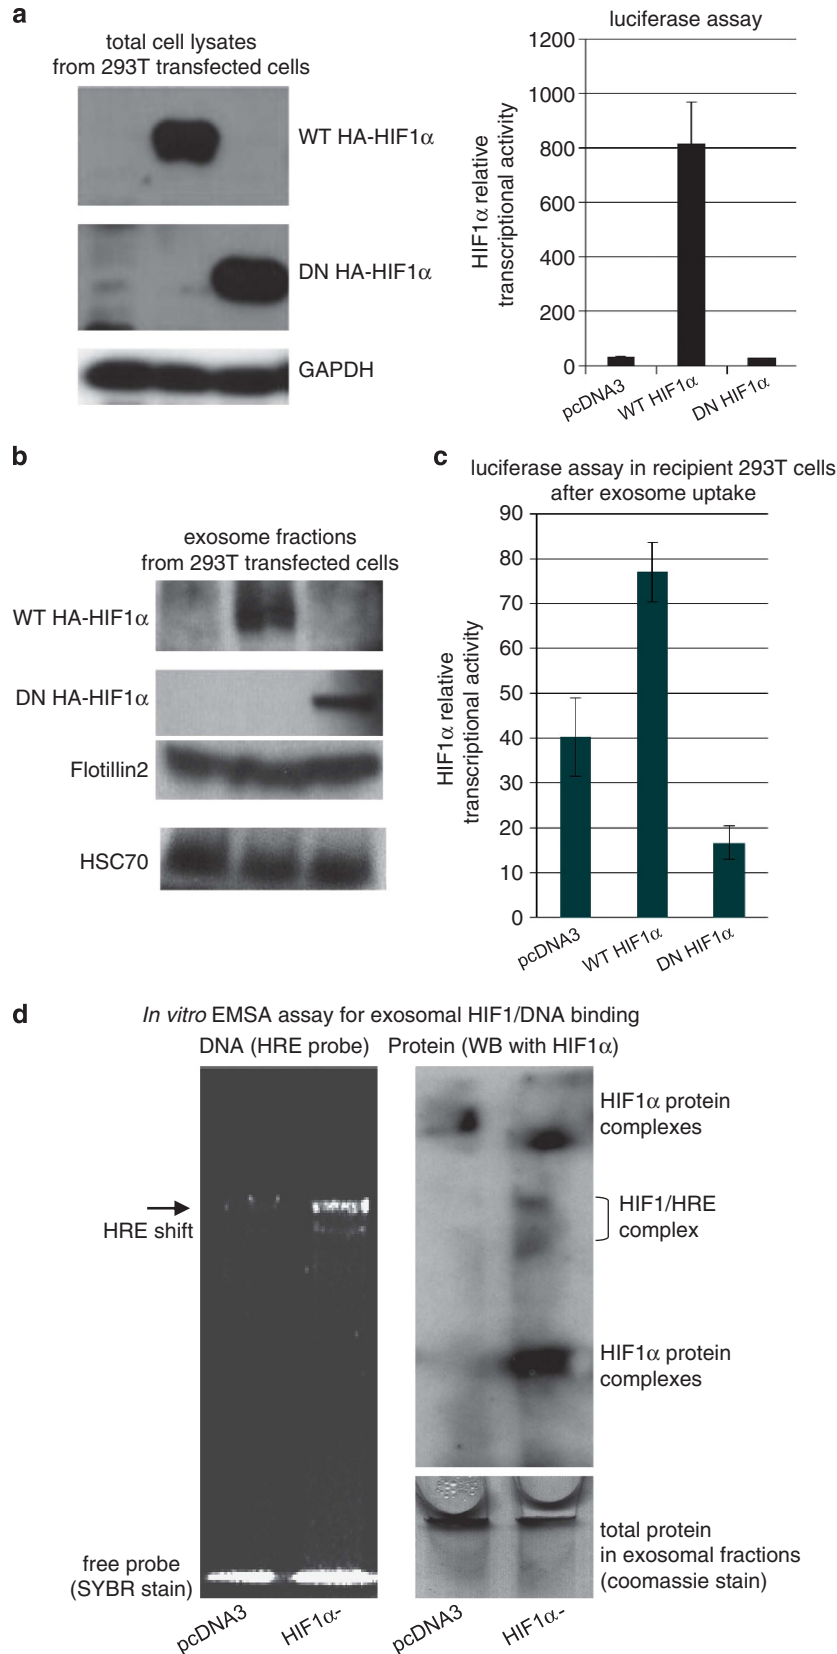 a
total cell lysates
from 293T transfected cells
WT HA-HIF1α
DN HA-HIF1α
GAPDH
luciferase assay
HIF1α relative
transcriptional activity
1200
1000
800
600
400
200
0
pcDNA3
WT HIF1α
DN HIF1α
b
exosome fractions
from 293T transfected cells
WT HA-HIF1α
DN HA-HIF1α
Flotillin2
HSC70
c
luciferase assay in recipient 293T cells
after exosome uptake
HIF1α relative
transcriptional activity
90
80
70
60
50
40
30
20
10
0
pcDNA3
WT HIF1α
DN HIF1α
d
In vitro EMSA assay for exosomal HIF1/DNA binding
DNA (HRE probe)
Protein (WB with HIF1α)
HRE shift
free probe
(SYBR stain)
pcDNA3
HIF1α-
HIF1α protein
complexes
HIF1/HRE
complex
HIF1α protein
complexes
total protein
in exosomal fractions
(coomassie stain)
pcDNA3
HIF1α-